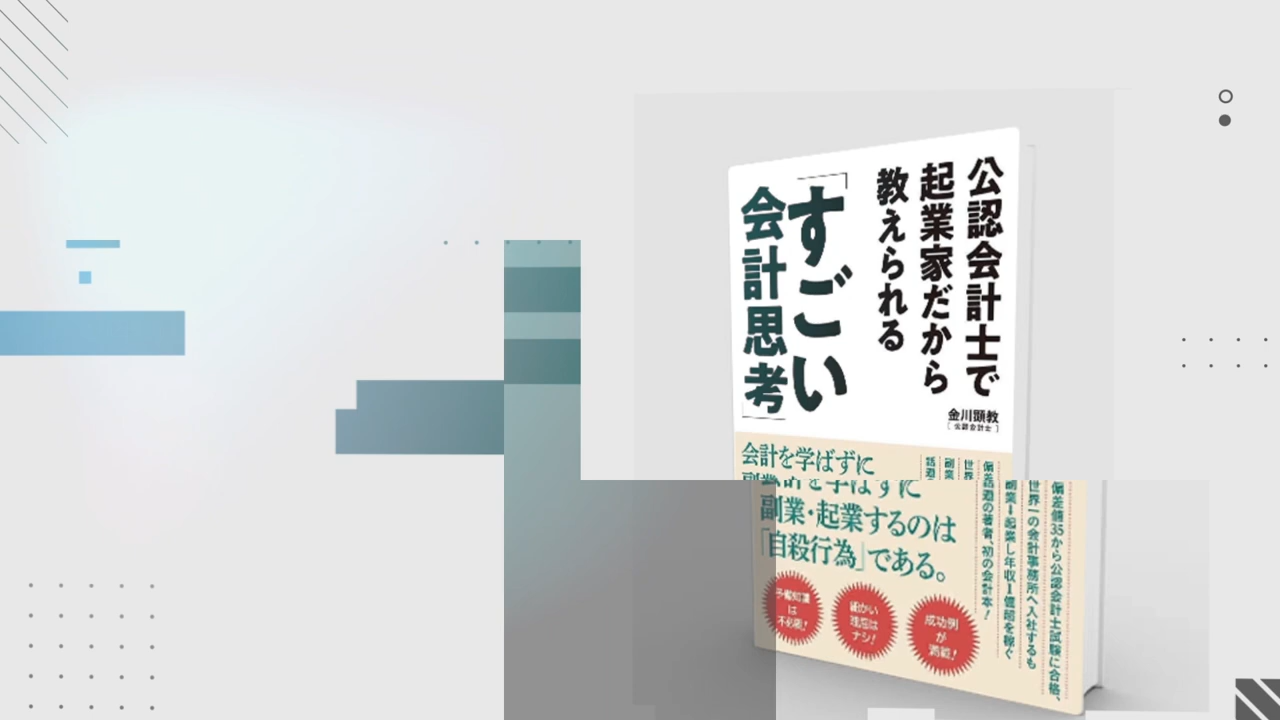 公認会計士で
起業家だから
教えられる
「すごい
会計思考」
金川顕教
[公認会計士]
会計を学ばずに
副業・起業するのは
「自殺行為」である。
偏差値35から公認会計士試験に合格、
世界一の会計事務所へ入社するも
副業→起業し年収1億超を稼ぐ
話題の著者、初の会計本!
予備知識
は
不必要!
細かい
理屈は
ナシ!
成功例
が
満載!